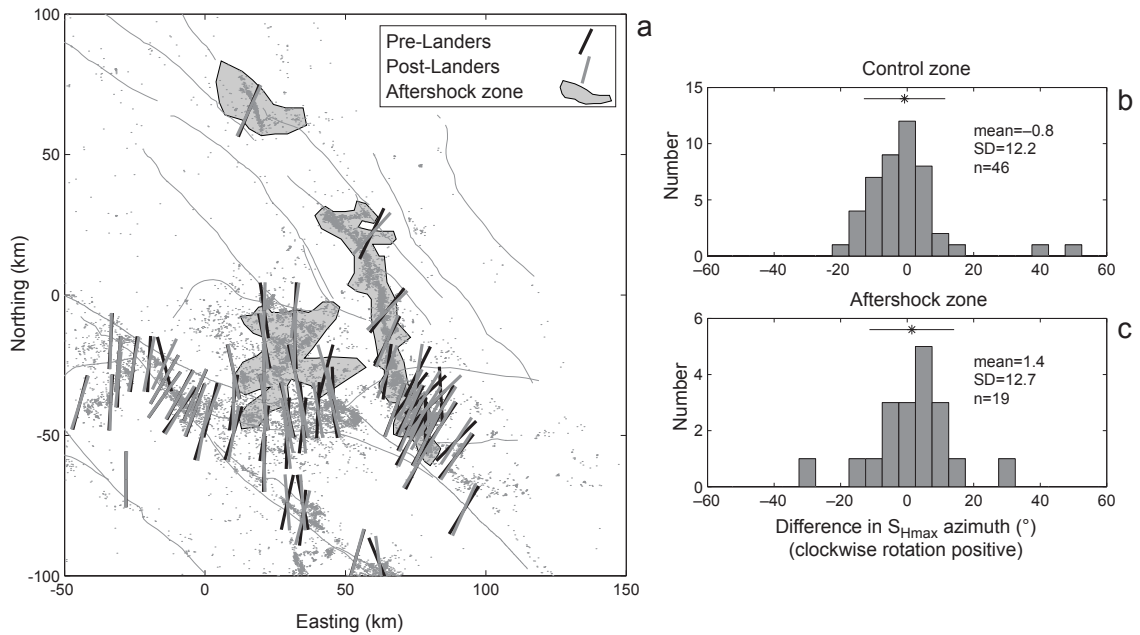 a
100
50
0
-50
-100
Northing (km)
-50
0
50
100
150
Easting (km)
Pre-Landers
Post-Landers
Aftershock zone
Control zone
b
15
10
5
0
Number
mean=–0.8
SD=12.2
n=46
–60
–40
–20
0
20
40
60
Aftershock zone
c
6
4
2
0
Number
mean=1.4
SD=12.7
n=19
–60
–40
–20
0
20
40
60
Difference in SHmax azimuth (°)
(clockwise rotation positive)